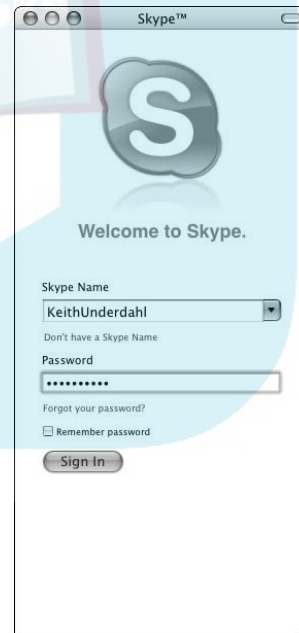 Skype™
S
Welcome to Skype.
Skype Name
KeithUnderdahl
Don't have a Skype Name
Password
••••••••••
Forgot your password?
Remember password
Sign In